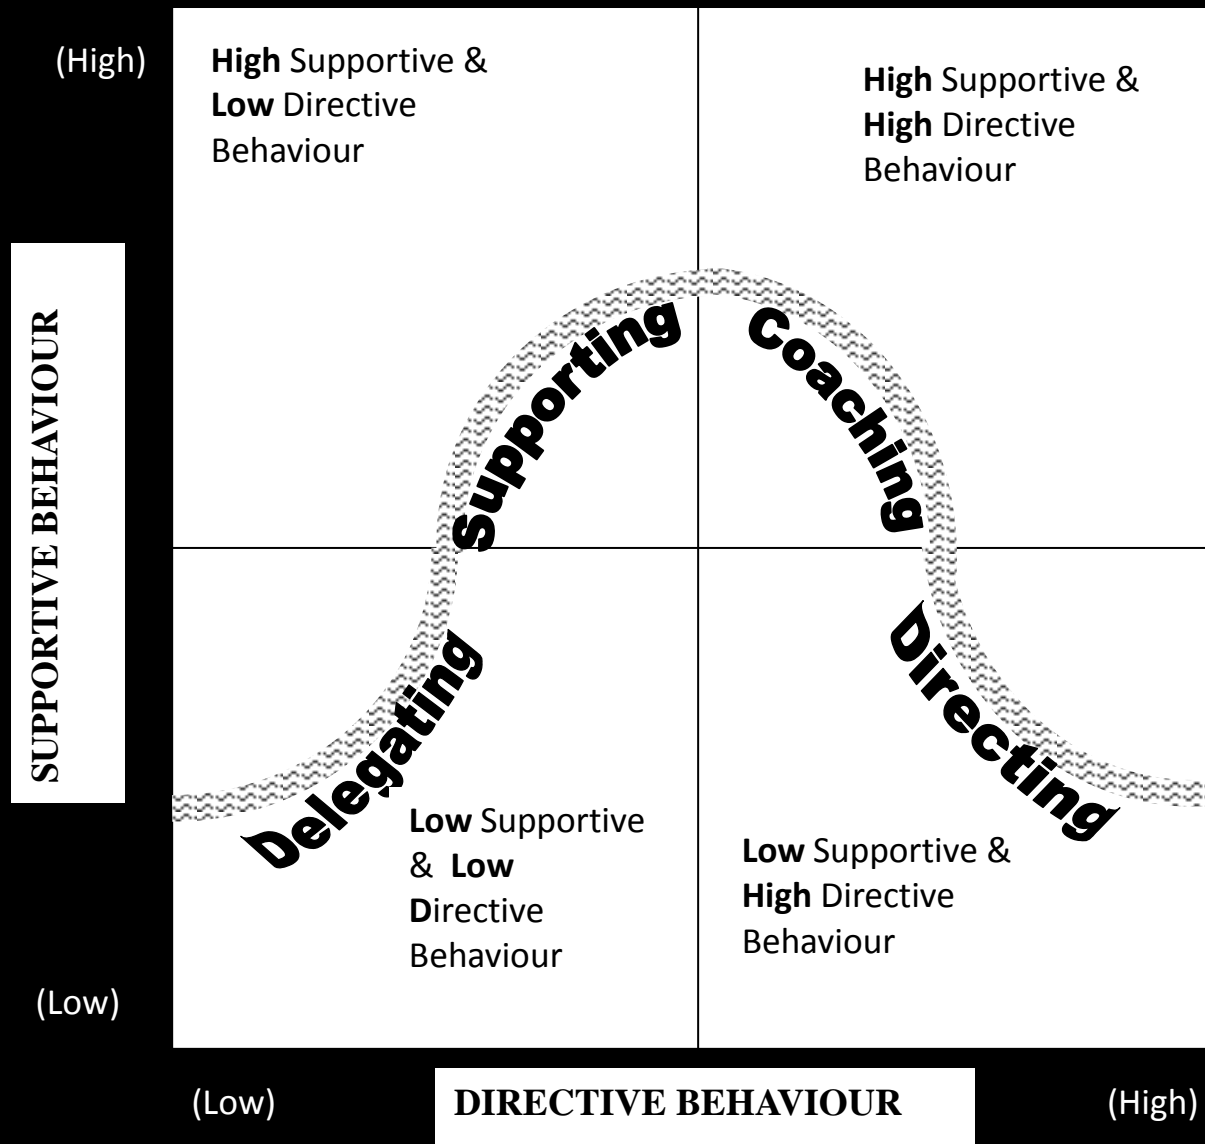 (High)
High Supportive &
Low Directive
Behaviour
High Supportive &
High Directive
Behaviour
SUPPORTIVE BEHAVIOUR
Supporting
Coaching
Delegating
Directing
Low Supportive
& Low
Directive
Behaviour
Low Supportive &
High Directive
Behaviour
(Low)
(Low)
DIRECTIVE BEHAVIOUR
(High)